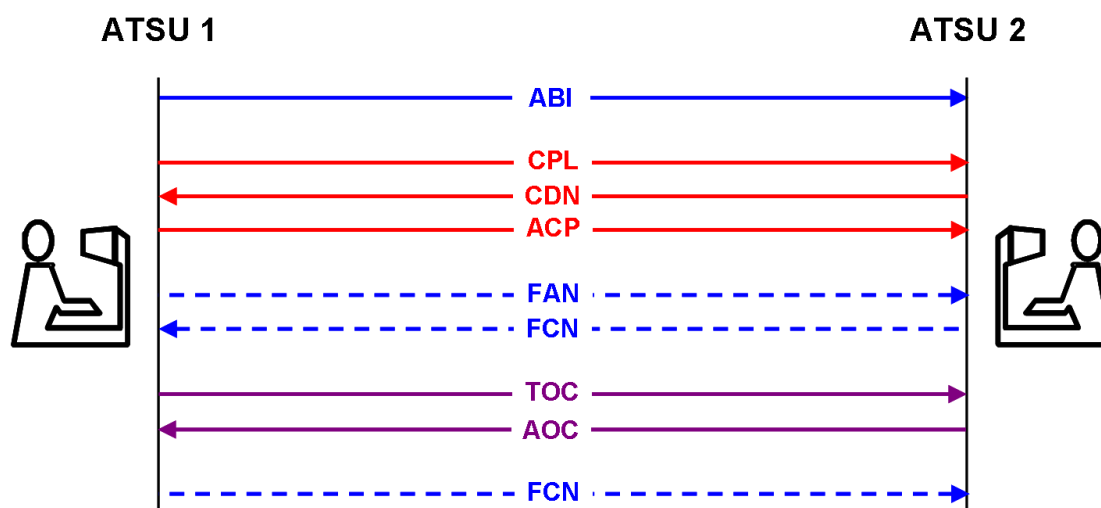 ATSU 1
ATSU 2
ABI
CPL
CDN
ACP
FAN
FCN
TOC
AOC
FCN